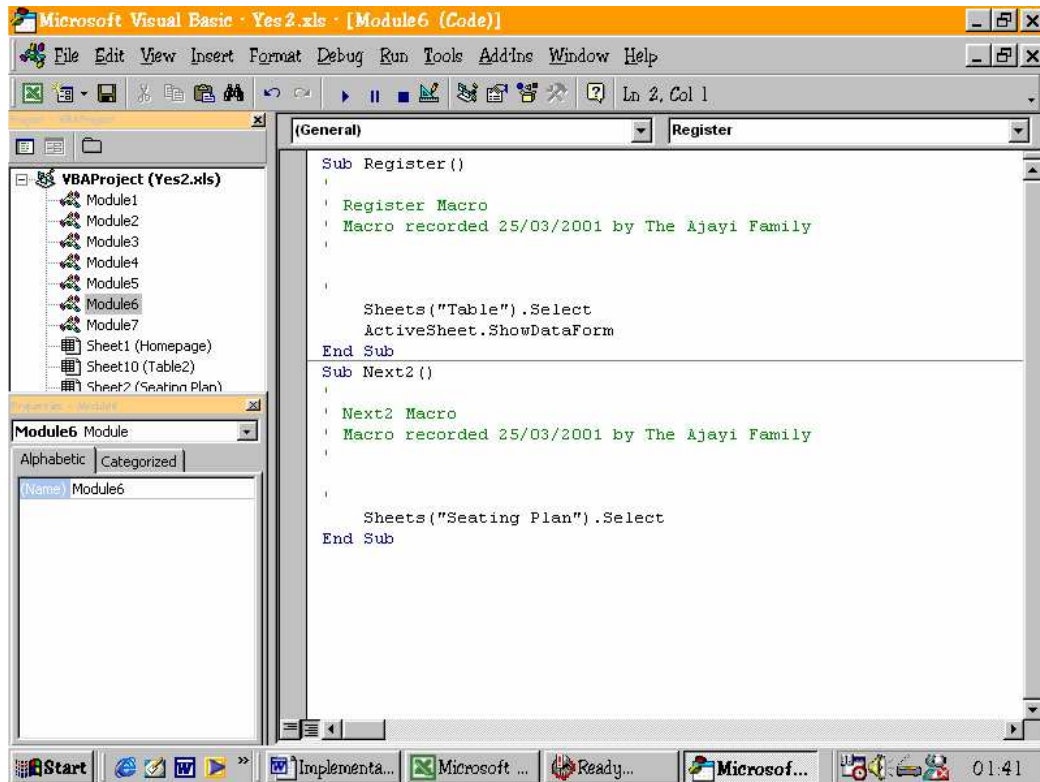 Microsoft Visual Basic - Yes2.xls - [Module6 (Code)]
File Edit View Insert Format Debug Run Tools Add-Ins Window Help
Ln 2, Col 1
Project - VBAProject
(General) Register
VBAProject (Yes2.xls)
Module1
Module2
Module3
Module4
Module5
Module6
Module7
Sheet1 (Homepage)
Sheet10 (Table2)
Sheet2 (Seating Plan)
Properties - Module6
Module6 Module
Alphabetic Categorized
(Name) Module6
Sub Register()
'
' Register Macro
' Macro recorded 25/03/2001 by The Ajayi Family
'
'
Sheets("Table").Select
ActiveSheet.ShowDataForm
End Sub
Sub Next2()
'
' Next2 Macro
' Macro recorded 25/03/2001 by The Ajayi Family
'
'
Sheets("Seating Plan").Select
End Sub
Start » Implementa... Microsoft ... Ready... Microsof... 01:41